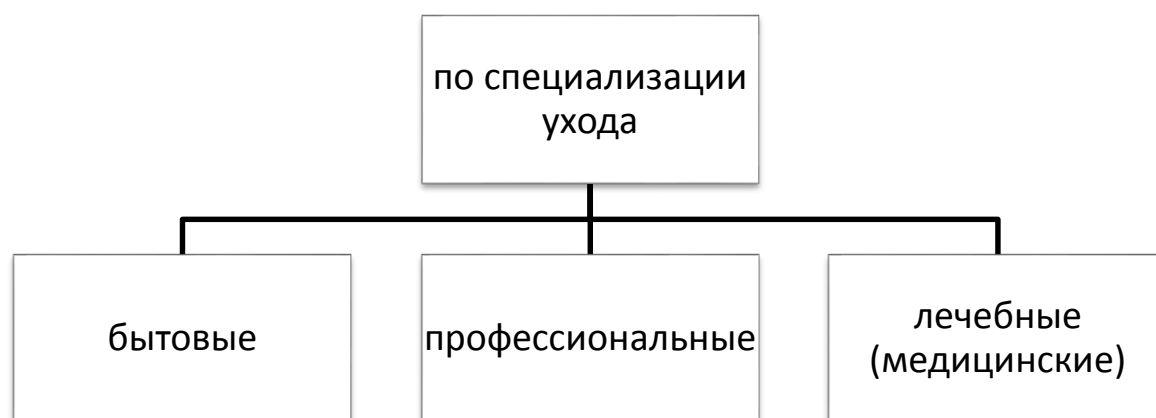 по специализации
ухода
бытовые
профессиональные
лечебные
(медицинские)